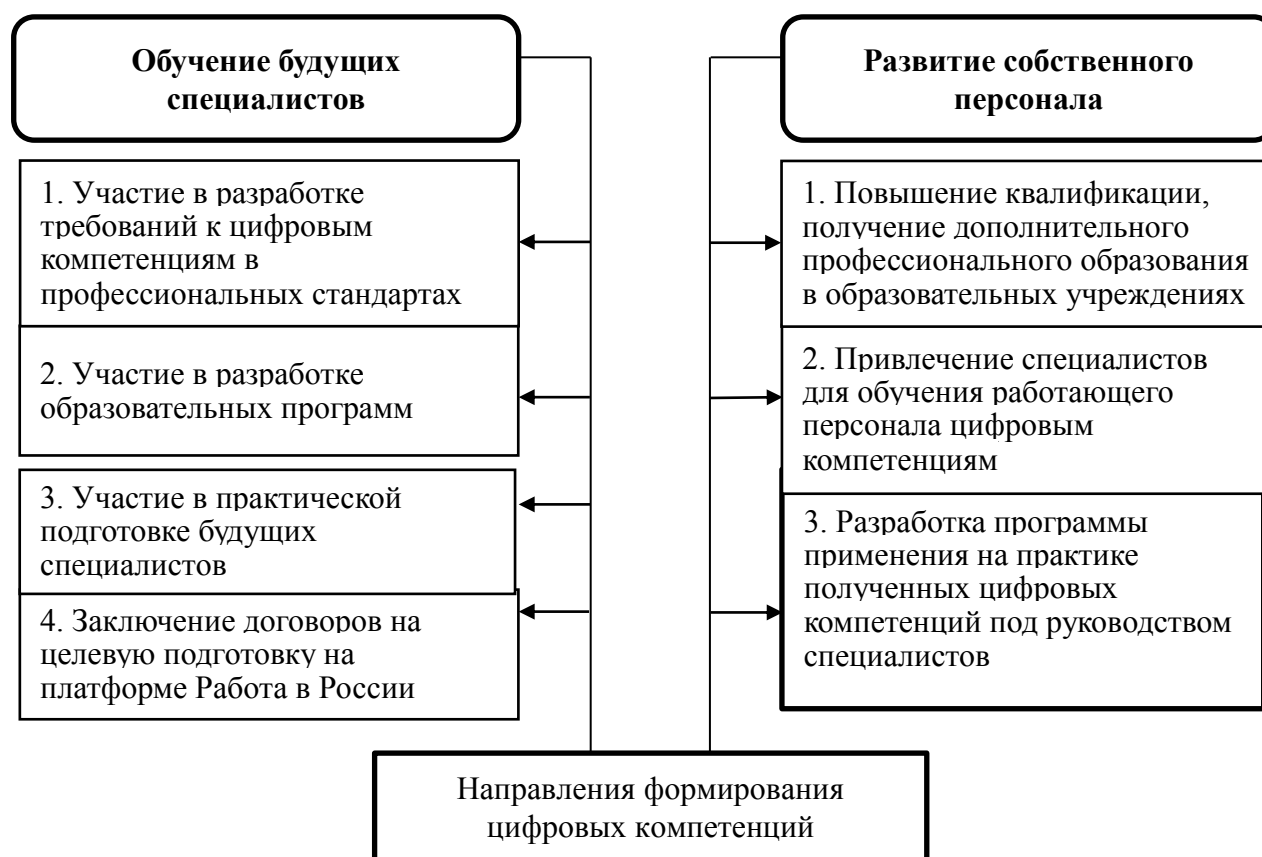 Обучение будущих
специалистов
1. Участие в разработке
требований к цифровым
компетенциям в
профессиональных стандартах
2. Участие в разработке
образовательных программ
3. Участие в практической
подготовке будущих
специалистов
4. Заключение договоров на
целевую подготовку на
платформе Работа в России
Развитие собственного
персонала
1. Повышение квалификации,
получение дополнительного
профессионального образования
в образовательных учреждениях
2. Привлечение специалистов
для обучения работающего
персонала цифровым
компетенциям
3. Разработка программы
применения на практике
полученных цифровых
компетенций под руководством
специалистов
Направления формирования
цифровых компетенций